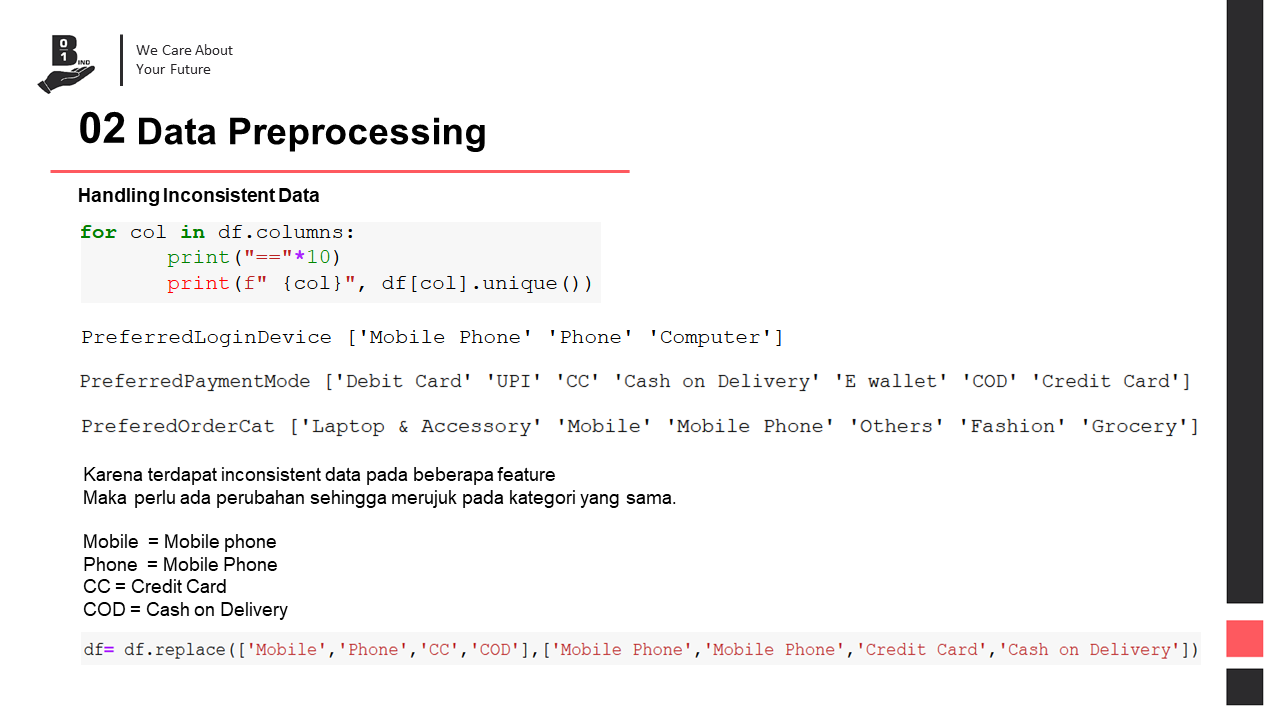 B
0
1
IND
We Care About
Your Future
02 Data Preprocessing
Handling Inconsistent Data
for col in df.columns:
print("=="*10)
print(f" {col}", df[col].unique())
PreferredLoginDevice ['Mobile Phone' 'Phone' 'Computer']
PreferredPaymentMode ['Debit Card' 'UPI' 'CC' 'Cash on Delivery' 'E wallet' 'COD' 'Credit Card']
PreferedOrderCat ['Laptop & Accessory' 'Mobile' 'Mobile Phone' 'Others' 'Fashion' 'Grocery']
Karena terdapat inconsistent data pada beberapa feature
Maka perlu ada perubahan sehingga merujuk pada kategori yang sama.
Mobile = Mobile phone
Phone = Mobile Phone
CC = Credit Card
COD = Cash on Delivery
df= df.replace(['Mobile','Phone','CC','COD'],['Mobile Phone','Mobile Phone','Credit Card','Cash on Delivery'])